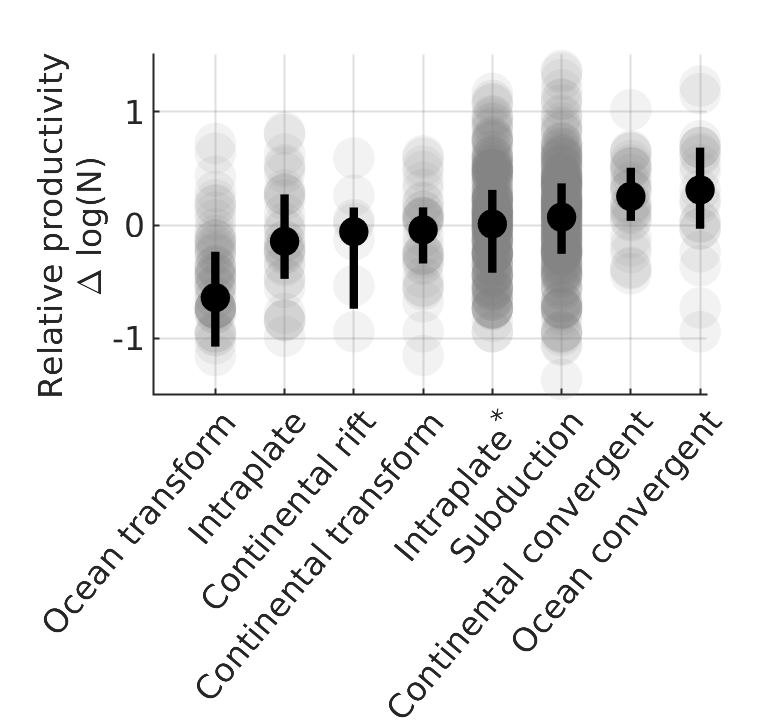 Relative productivity
Δ log(N)
1
0
-1
Ocean transform
Intraplate
Continental rift
Continental transform
Intraplate *
Subduction
Continental convergent
Ocean convergent